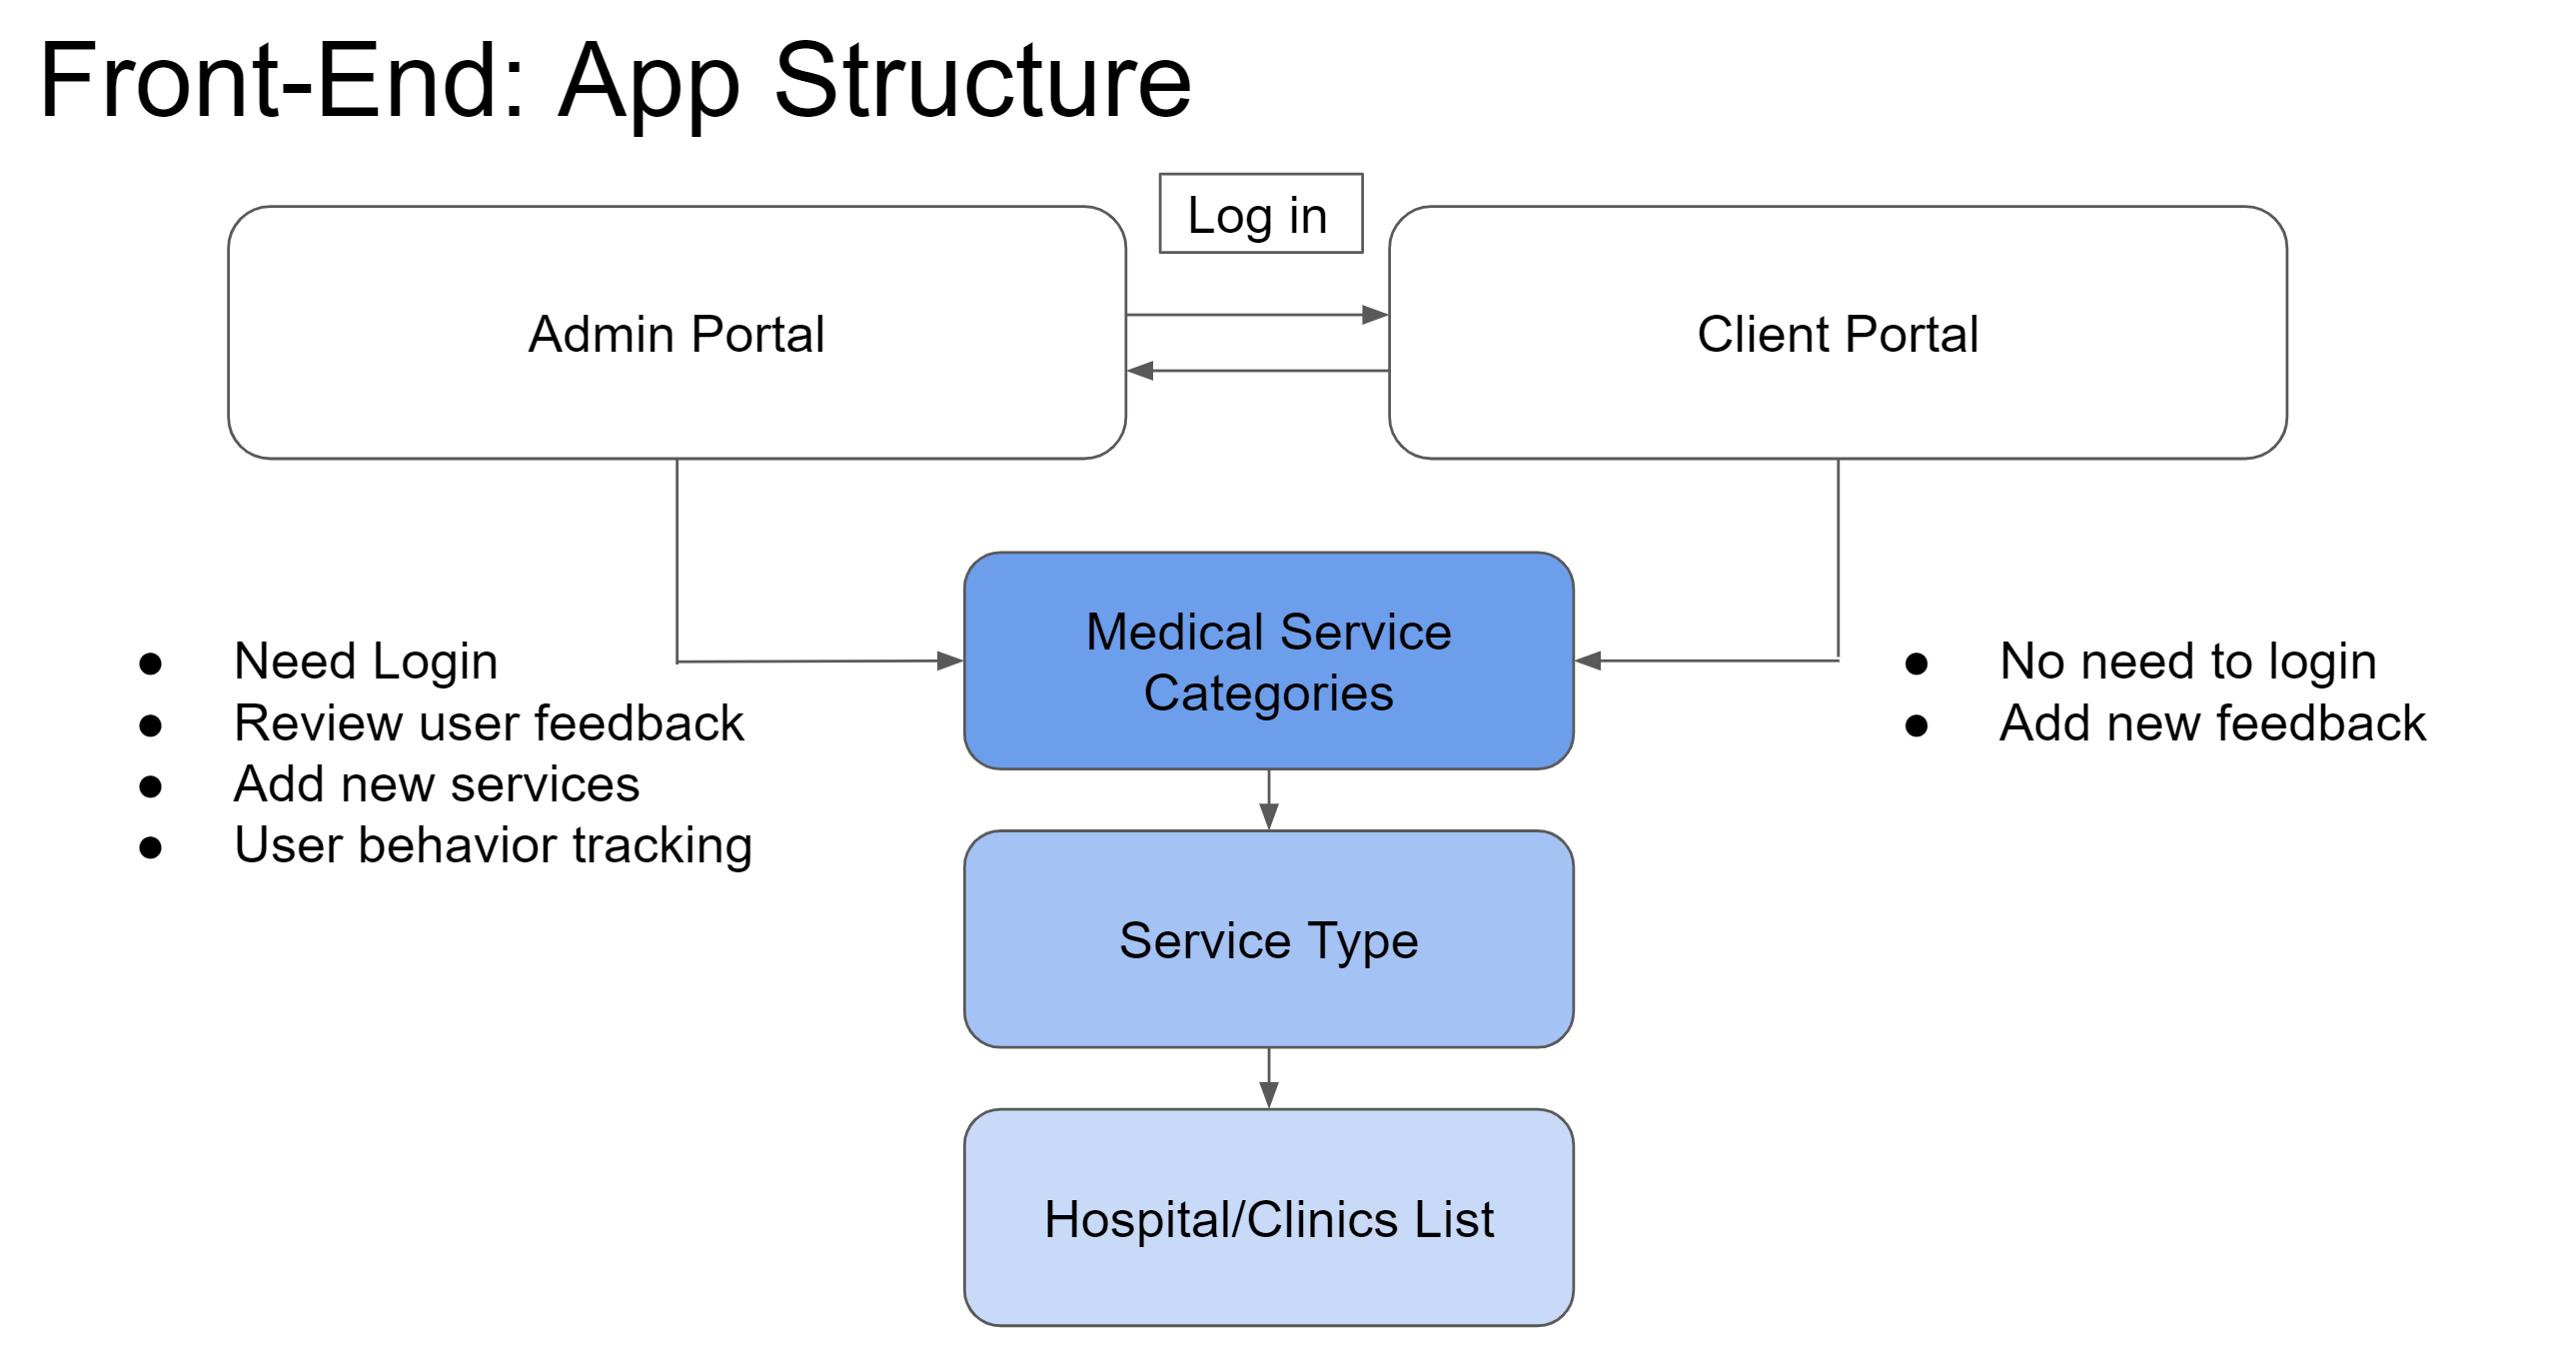 Front-End: App Structure
Log in
Admin Portal
Client Portal
Medical Service
Categories
● Need Login
● Review user feedback
● Add new services
● User behavior tracking
● No need to login
● Add new feedback
Service Type
Hospital/Clinics List